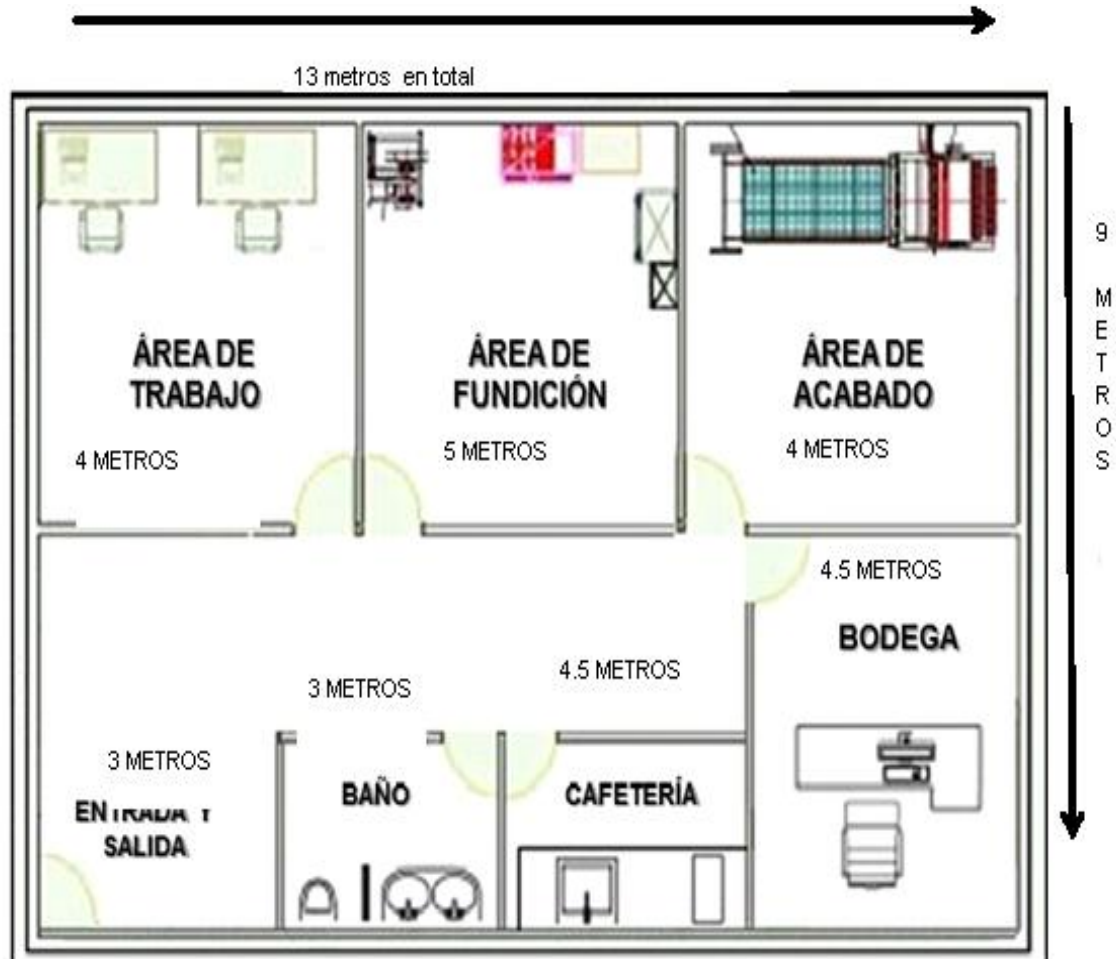 13 metros en total
9
METROS
ÁREA DE
TRABAJO
4 METROS
ÁREA DE
FUNDICIÓN
5 METROS
ÁREA DE
ACABADO
4 METROS
4.5 METROS
BODEGA
3 METROS
4.5 METROS
3 METROS
ENTRADA Y
SALIDA
BAÑO
CAFETERÍA